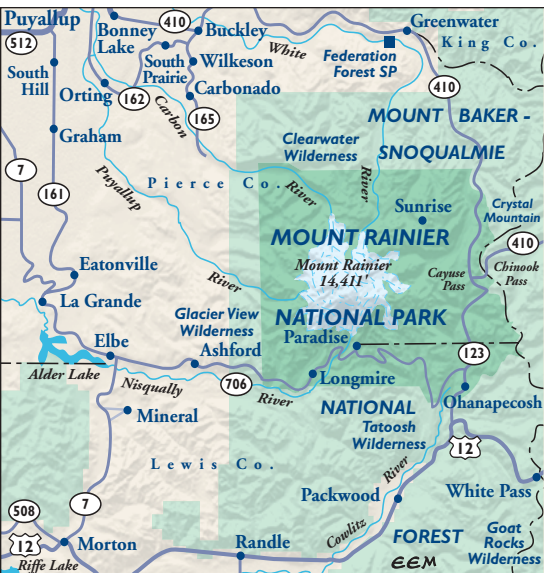 Puyallup
Bonney
Lake
410
Buckley
White
Greenwater
King Co.
512
South
Hill
South
Prairie
Wilkeson
Federation
Forest SP
Orting
162
Carbonado
165
Carbon
410
MOUNT BAKER -
SNOQUALMIE
Graham
Clearwater
Wilderness
7
161
Puyallup
Pierce Co.
River
River
Sunrise
Crystal
Mountain
MOUNT RAINIER
410
Eatonville
Mount Rainier
14,411'
Cayuse
Pass
Chinook
Pass
River
La Grande
Glacier View
Wilderness
NATIONAL PARK
Elbe
Ashford
Paradise
123
Alder Lake
Nisqually
706
River
Longmire
Ohanapecosh
Mineral
NATIONAL
Tatoosh
Wilderness
12
Lewis Co.
River
White Pass
Packwood
7
508
Cowlitz
FOREST
Goat
Rocks
Wilderness
12
Morton
Randle
EEM
Riffe Lake